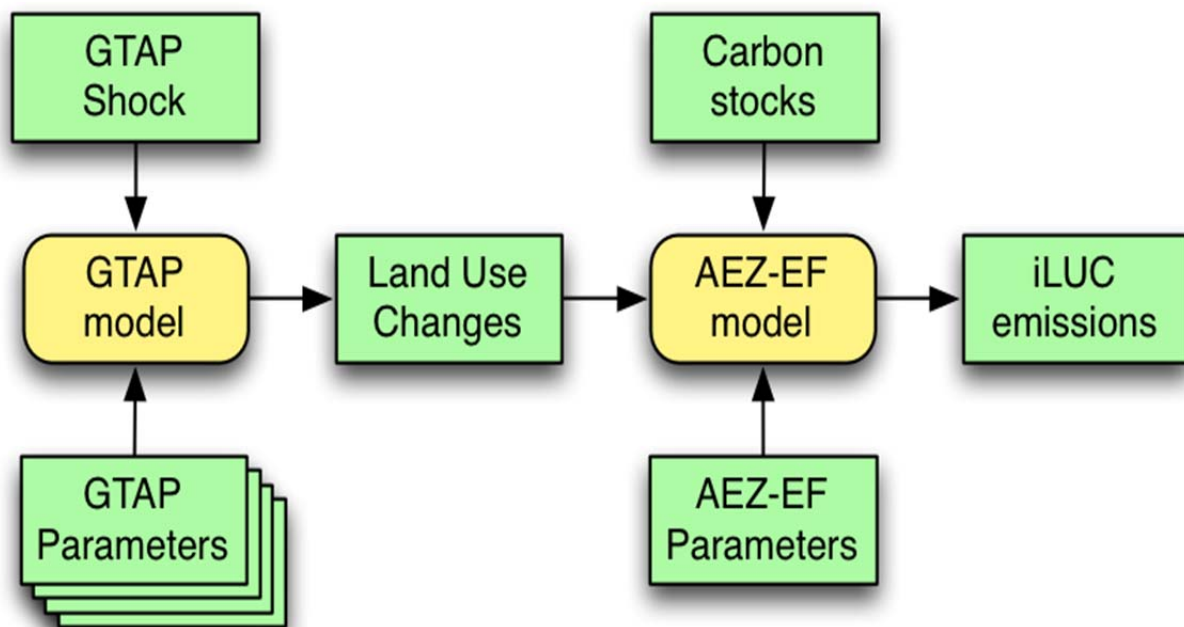 GTAP
Shock
Carbon
stocks
GTAP
model
Land Use
Changes
AEZ-EF
model
iLUC
emissions
GTAP
Parameters
AEZ-EF
Parameters